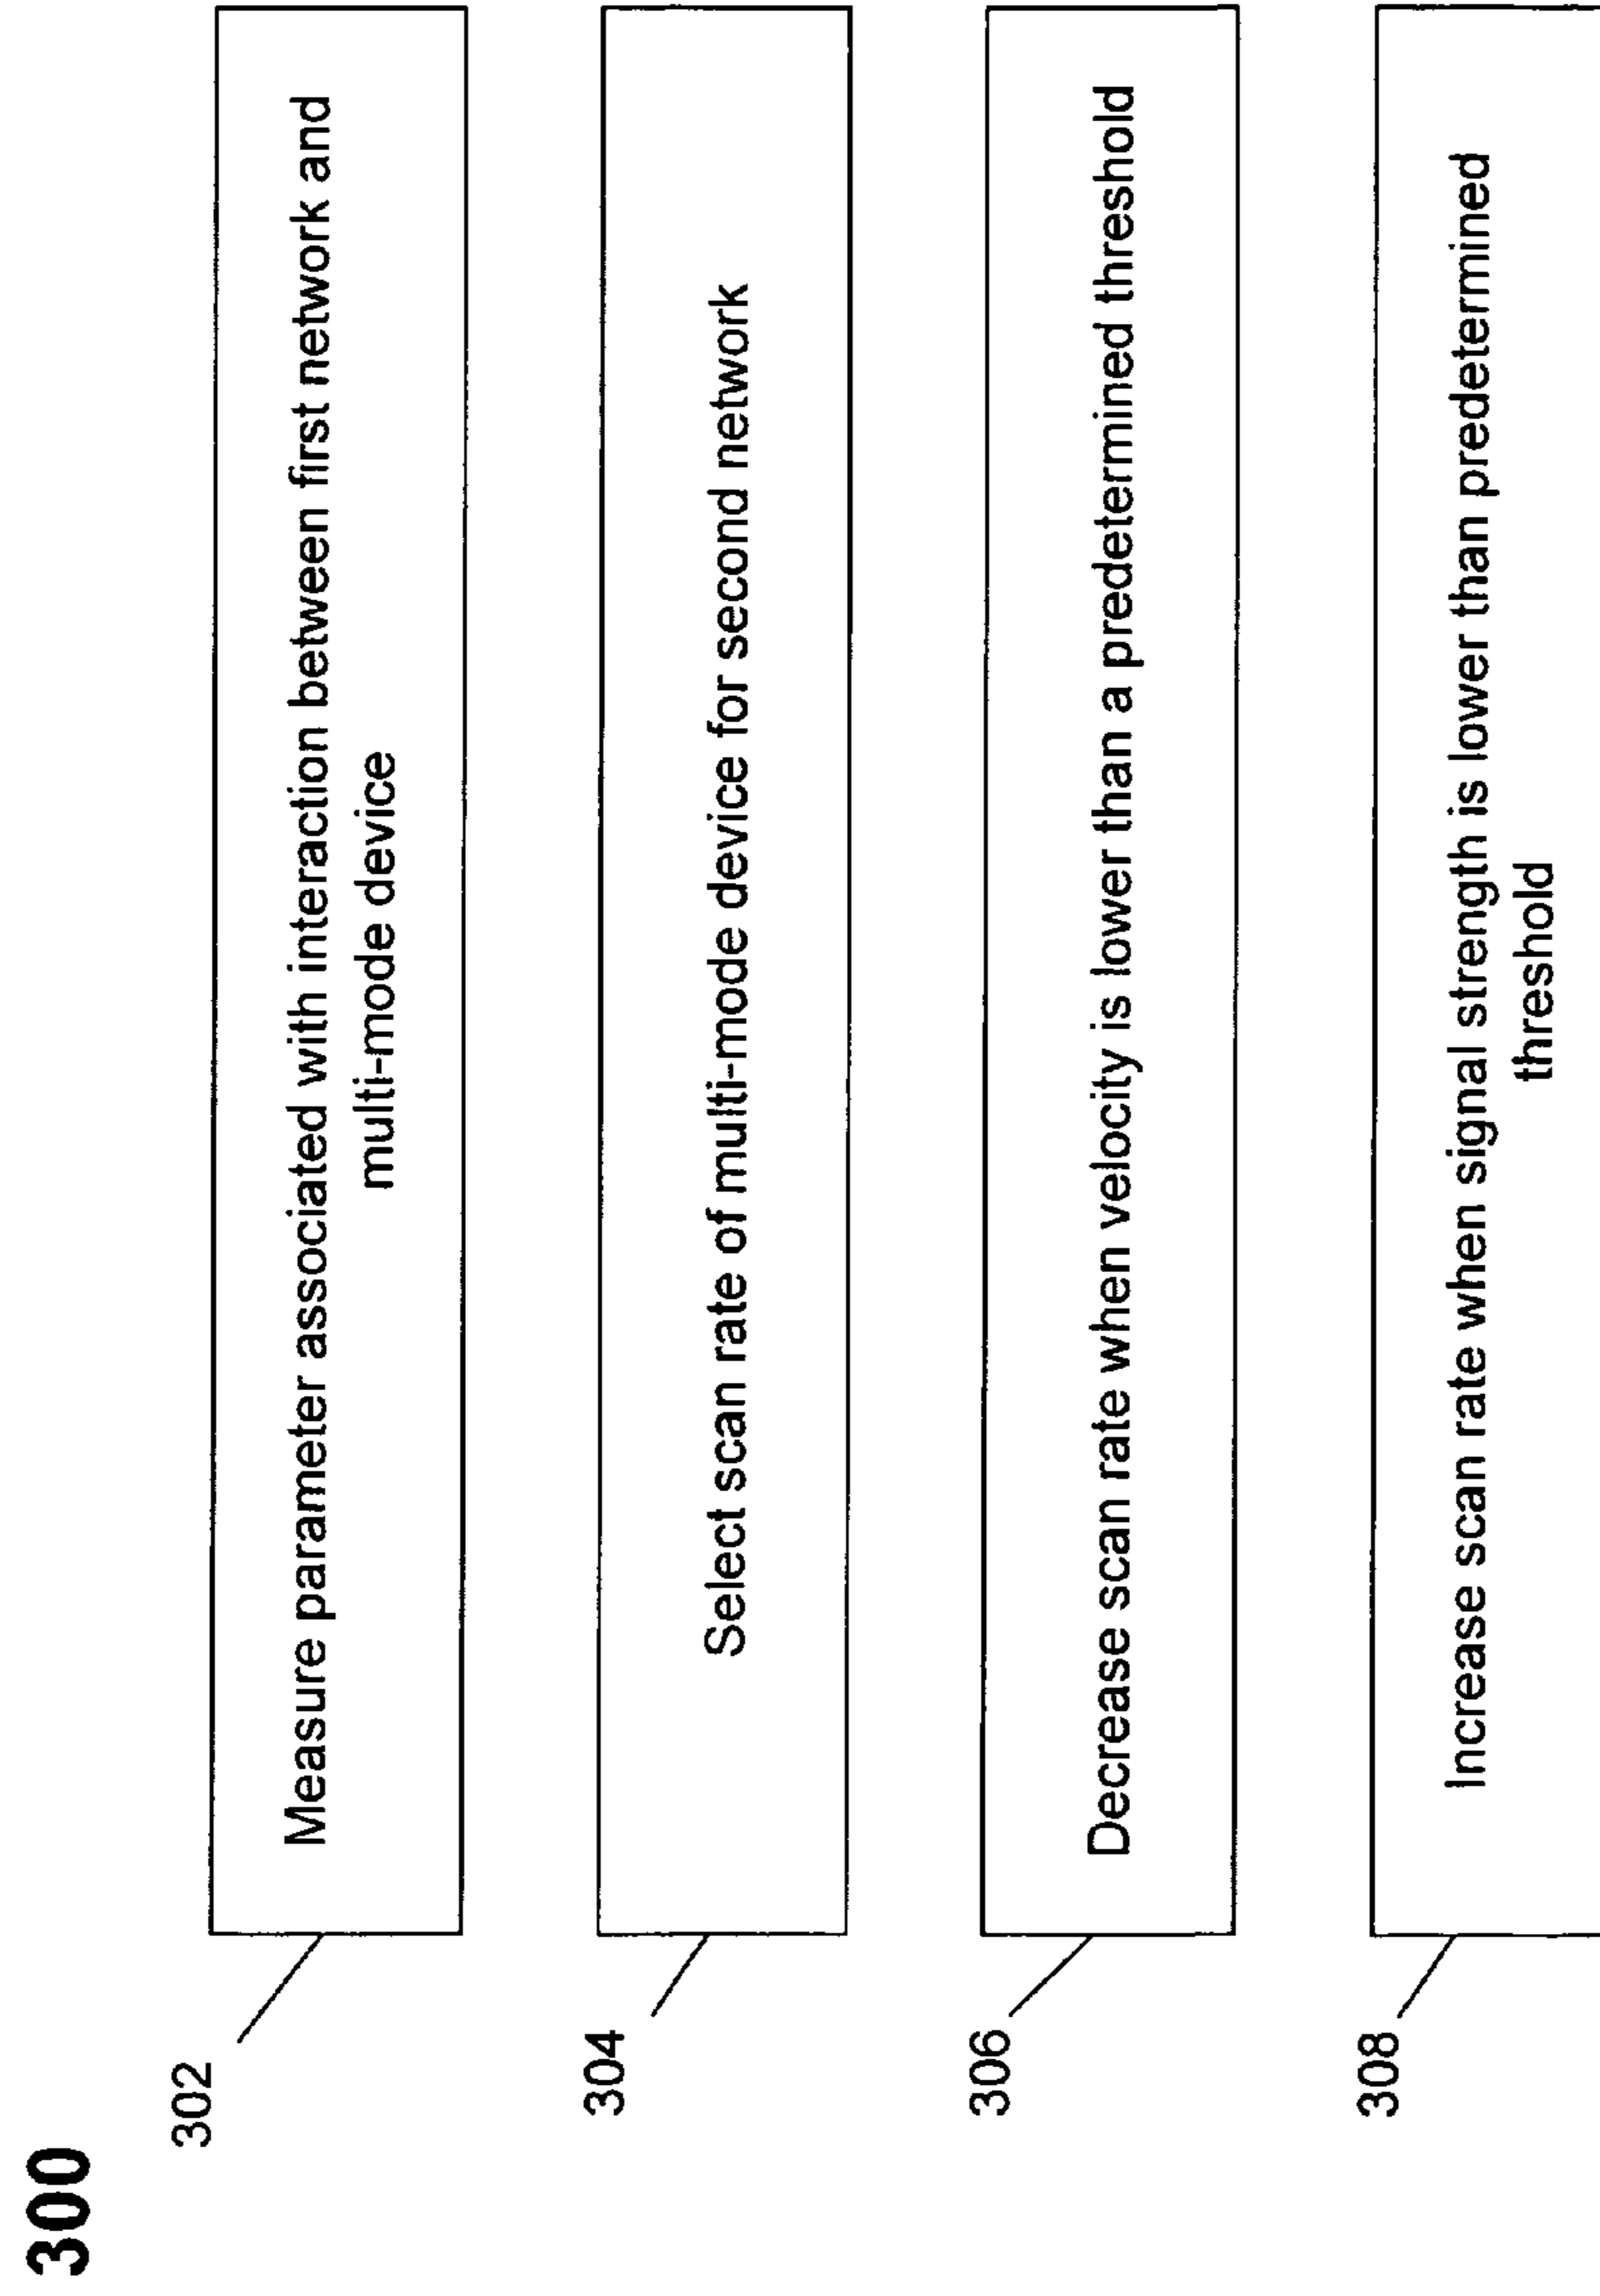 300
302
Measure parameter associated with interaction between first network and
multi-mode device
304
Select scan rate of multi-mode device for second network
306
Decrease scan rate when velocity is lower than a predetermined threshold
308
Increase scan rate when signal strength is lower than predetermined
threshold